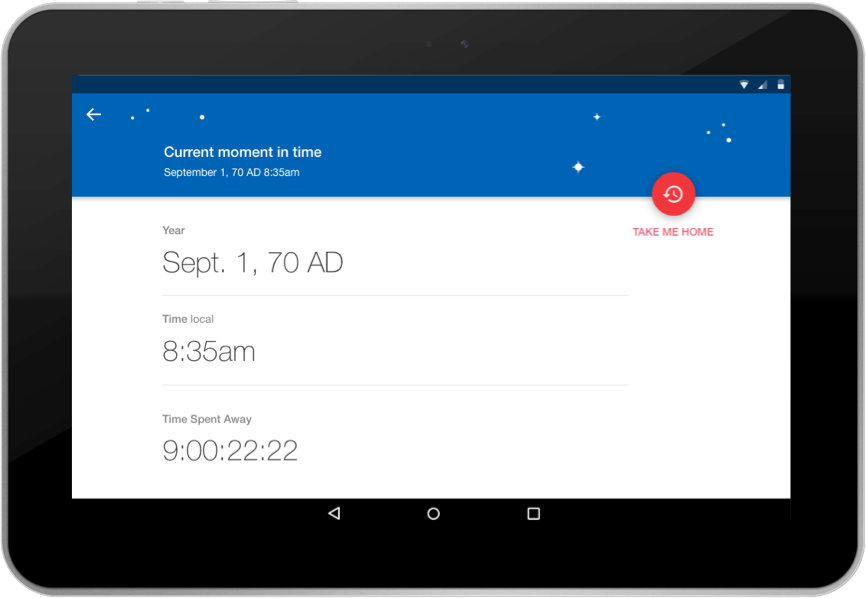 Current moment in time
September 1, 70 AD 8:35am
TAKE ME HOME
Year
Sept. 1, 70 AD
Time local
8:35am
Time Spent Away
9:00:22:22